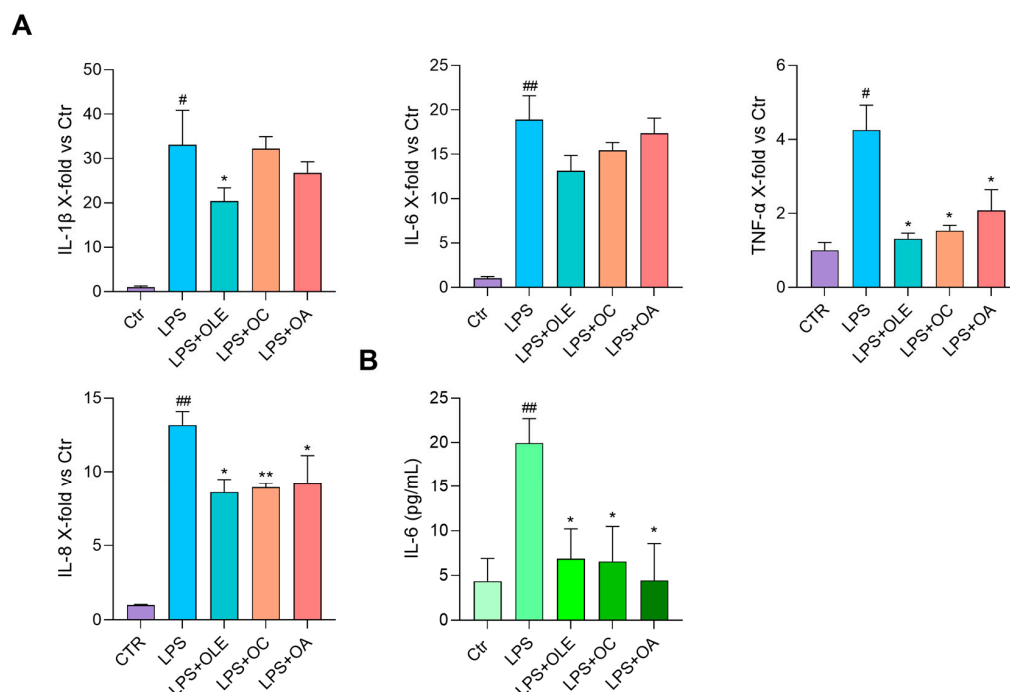 A
IL-1β X-fold vs Ctr
50
40
30
20
10
0
#
*
Ctr
LPS
LPS+OLE
LPS+OC
LPS+OA
IL-6 X-fold vs Ctr
25
20
15
10
5
0
##
Ctr
LPS
LPS+OLE
LPS+OC
LPS+OA
TNF-α X-fold vs Ctr
6
4
2
0
#
*
*
*
CTR
LPS
LPS+OLE
LPS+OC
LPS+OA
IL-8 X-fold vs Ctr
15
10
5
0
##
*
**
*
CTR
LPS
LPS+OLE
LPS+OC
LPS+OA
B
IL-6 (pg/mL)
25
20
15
10
5
0
##
*
*
*
Ctr
LPS
LPS+OLE
LPS+OC
LPS+OA